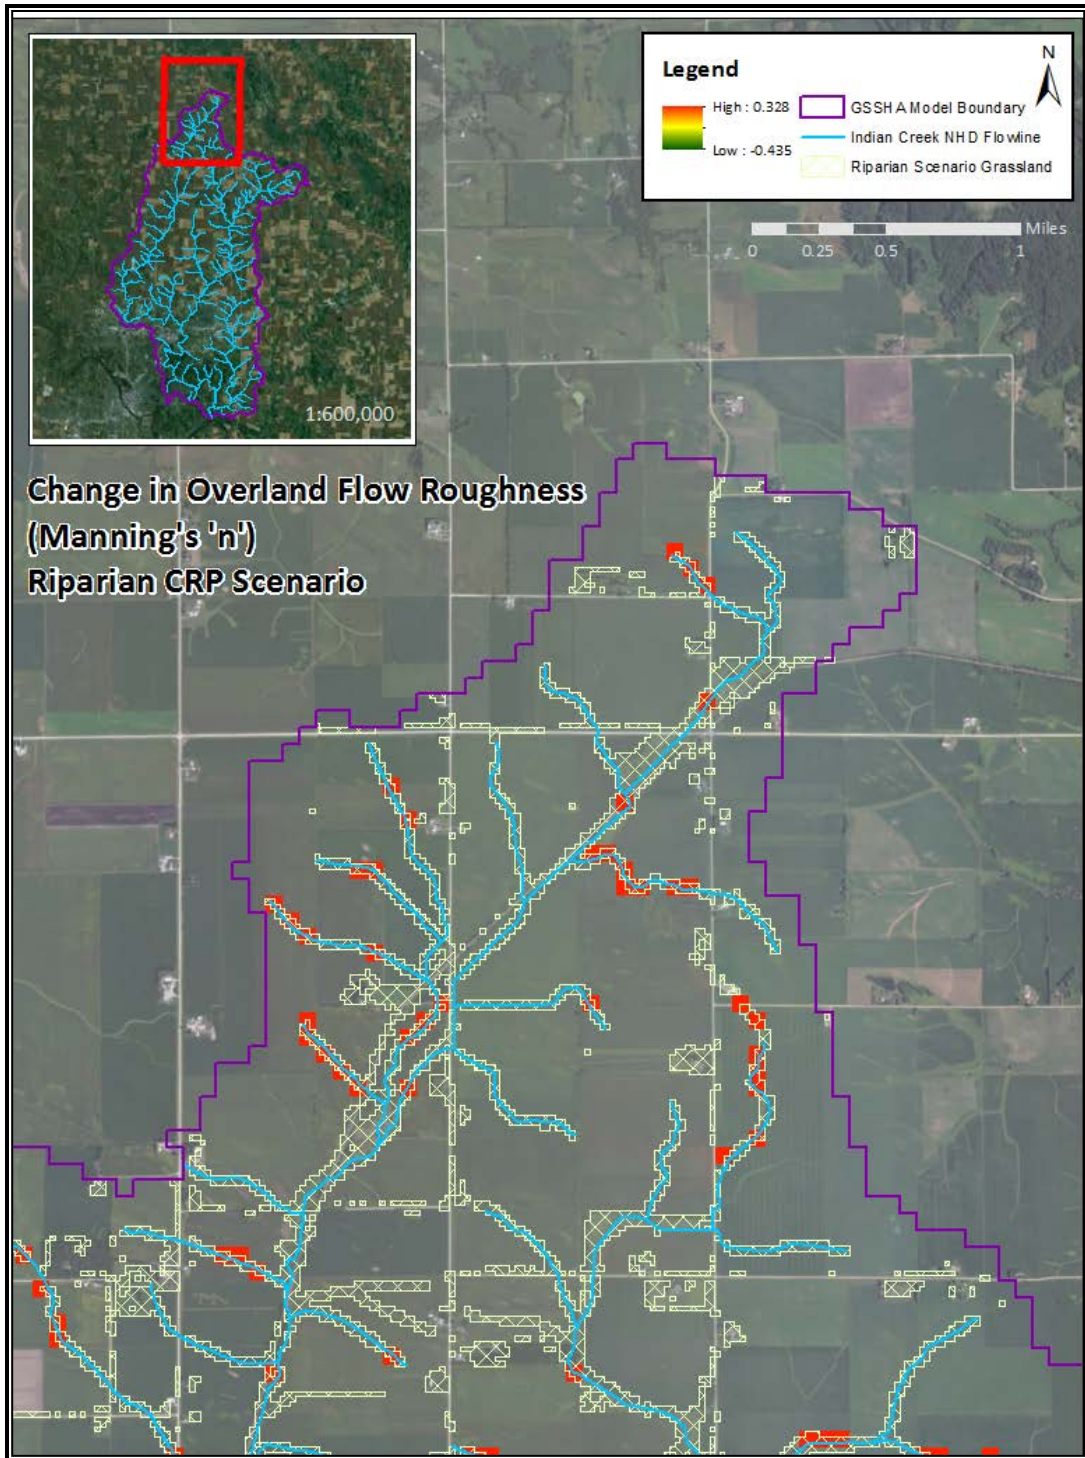 1:600,000
Legend
N
High : 0.328
Low : -0.435
GSSHA Model Boundary
Indian Creek NHD Flowline
Riparian Scenario Grassland
Miles
0 0.25 0.5 1
Change in Overland Flow Roughness
(Manning's 'n')
Riparian CRP Scenario